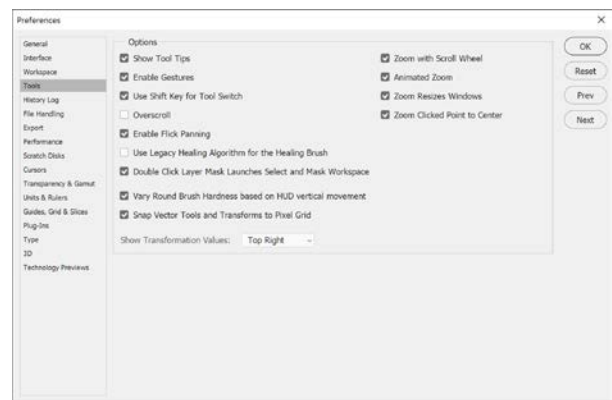 Preferences
General
Interface
Workspace
Tools
History Log
File Handling
Export
Performance
Scratch Disks
Cursors
Transparency & Gamut
Units & Rulers
Guides, Grid & Slices
Plug-Ins
Type
3D
Technology Previews
Options
Show Tool Tips
Enable Gestures
Use Shift Key for Tool Switch
Overscroll
Enable Flick Panning
Use Legacy Healing Algorithm for the Healing Brush
Double Click Layer Mask Launches Select and Mask Workspace
Vary Round Brush Hardness based on HUD vertical movement
Snap Vector Tools and Transforms to Pixel Grid
Show Transformation Values: Top Right
Zoom with Scroll Wheel
Animated Zoom
Zoom Resizes Windows
Zoom Clicked Point to Center
OK
Reset
Prev
Next